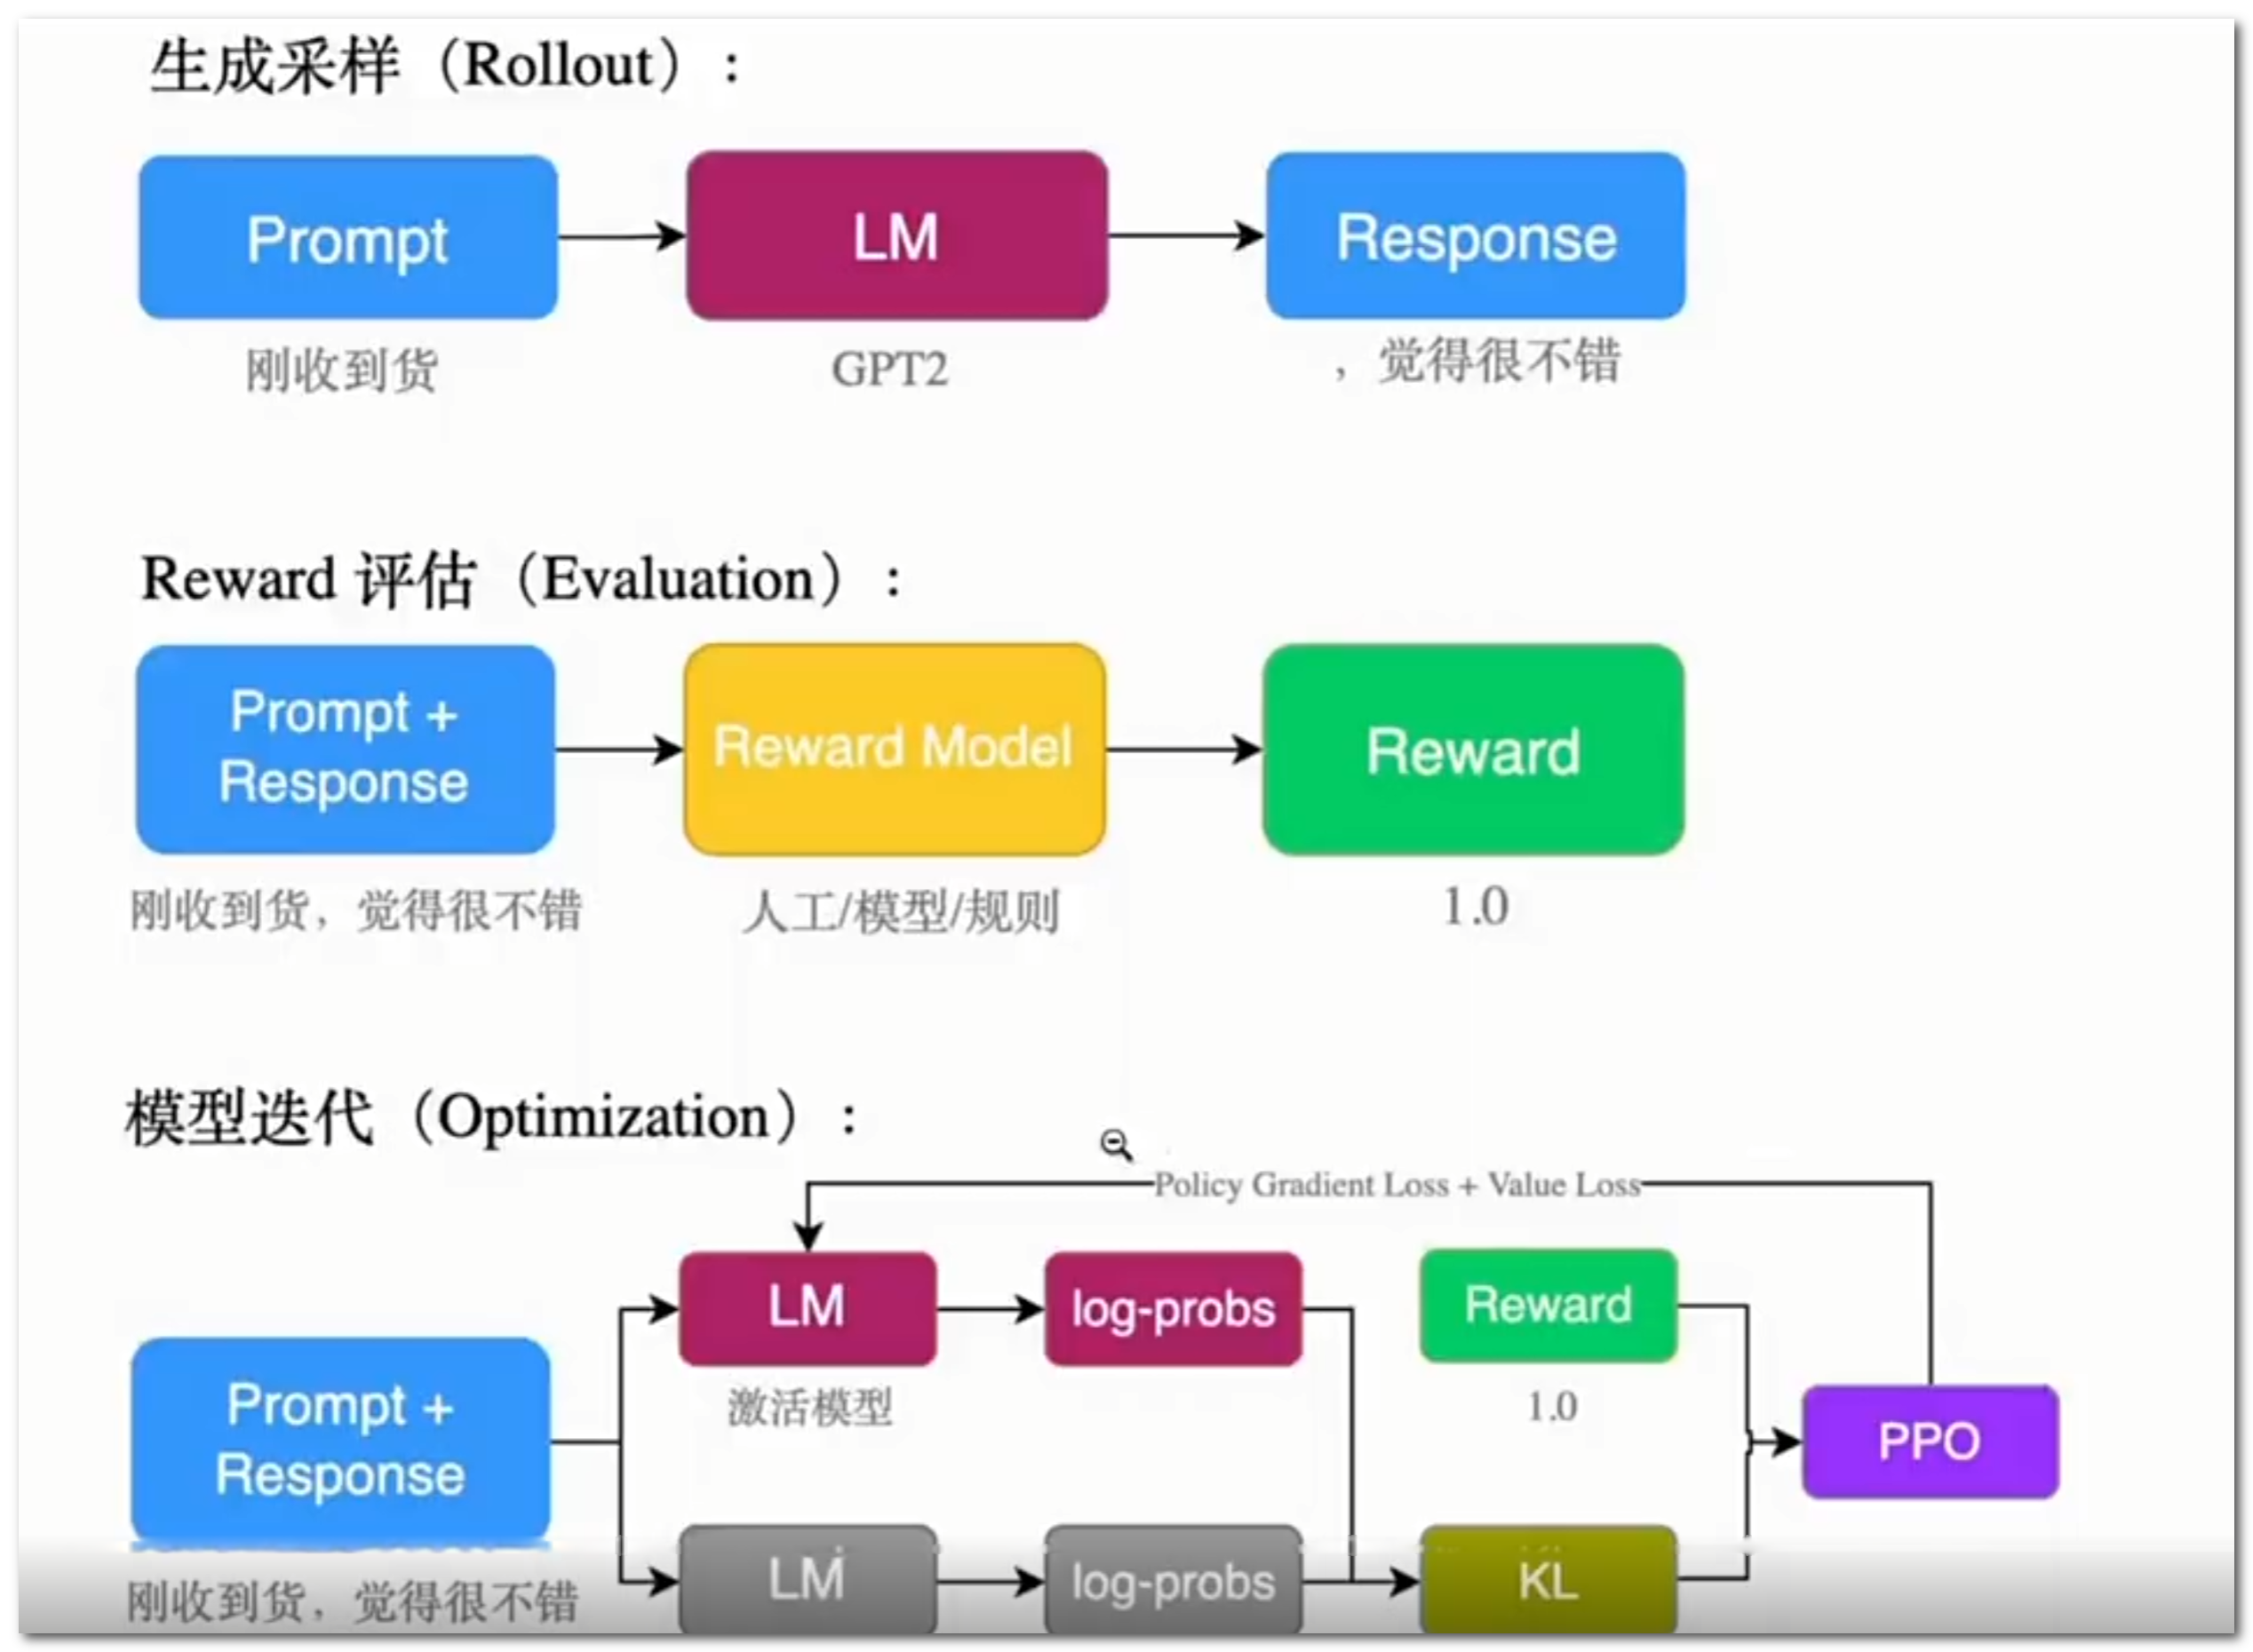 生成采样（Rollout）：
Prompt
LM
Response
刚收到货
GPT2
，觉得很不错
Reward 评估（Evaluation）：
Prompt +
Response
Reward Model
Reward
刚收到货，觉得很不错
人工/模型/规则
1.0
模型迭代（Optimization）：
Policy Gradient Loss + Value Loss
LM
log-probs
Reward
激活模型
1.0
Prompt +
Response
PPO
LM
log-probs
KL
刚收到货，觉得很不错